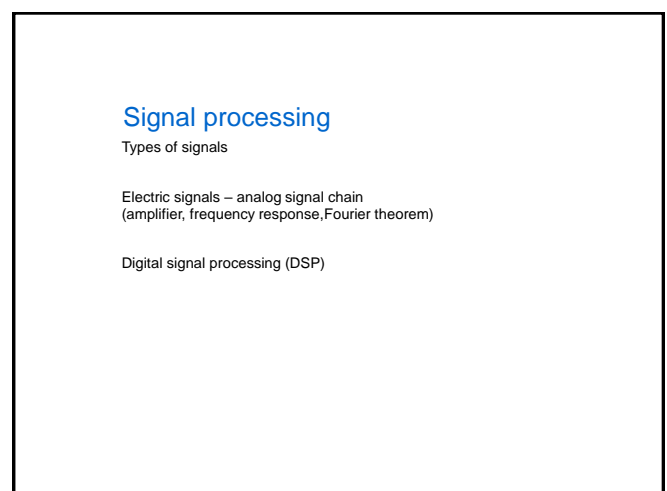 Signal processing
Types of signals
Electric signals – analog signal chain
(amplifier, frequency response,Fourier theorem)
Digital signal processing (DSP)